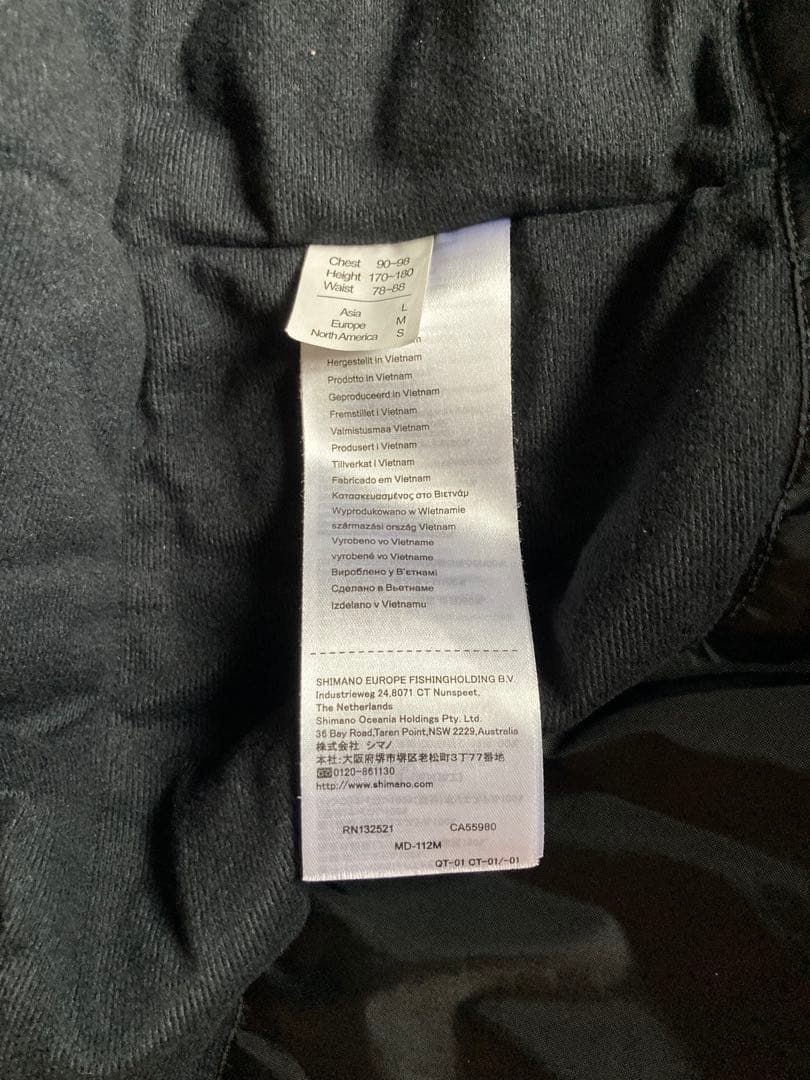 Chest 90-98
Height 170-180
Waist 78-88
Asia L
Europe M
North America S
Hergestellt in Vietnam
Prodotto in Vietnam
Geproduceerd in Vietnam
Fremstillet i Vietnam
Valmistusmaa Vietnam
Produsert i Vietnam
Tillverkat i Vietnam
Fabricado em Vietnam
Κατασκευασμένος στο Βιετνάμ
Wyprodukowano w Wietnamie
származási ország Vietnam
Vyrobeno vo Vietname
vyrobené vo Vietname
Вироблено у В'єтнамі
Сделано в Вьетнаме
Izdelano v Vietnamu
SHIMANO EUROPE FISHINGHOLDING B.V.
Industrieweg 24,8071 CT Nunspeet,
The Netherlands
Shimano Oceania Holdings Pty. Ltd.
36 Bay Road,Taren Point,NSW 2229,Australia
株式会社 シマノ
本社:大阪府堺市堺区老松町3丁77番地
0120-861130
http://www.shimano.com
RN132521 CA55980
MD-112M
QT-01 CT-01/-01